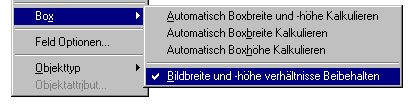 Box
Feld Optionen...
Objekttyp
Objektattribut...
Automatisch Boxbreite und -höhe Kalkulieren
Automatisch Boxbreite Kalkulieren
Automatisch Boxhöhe Kalkulieren
Bildbreite und -höhe verhältnisse Beibehalten